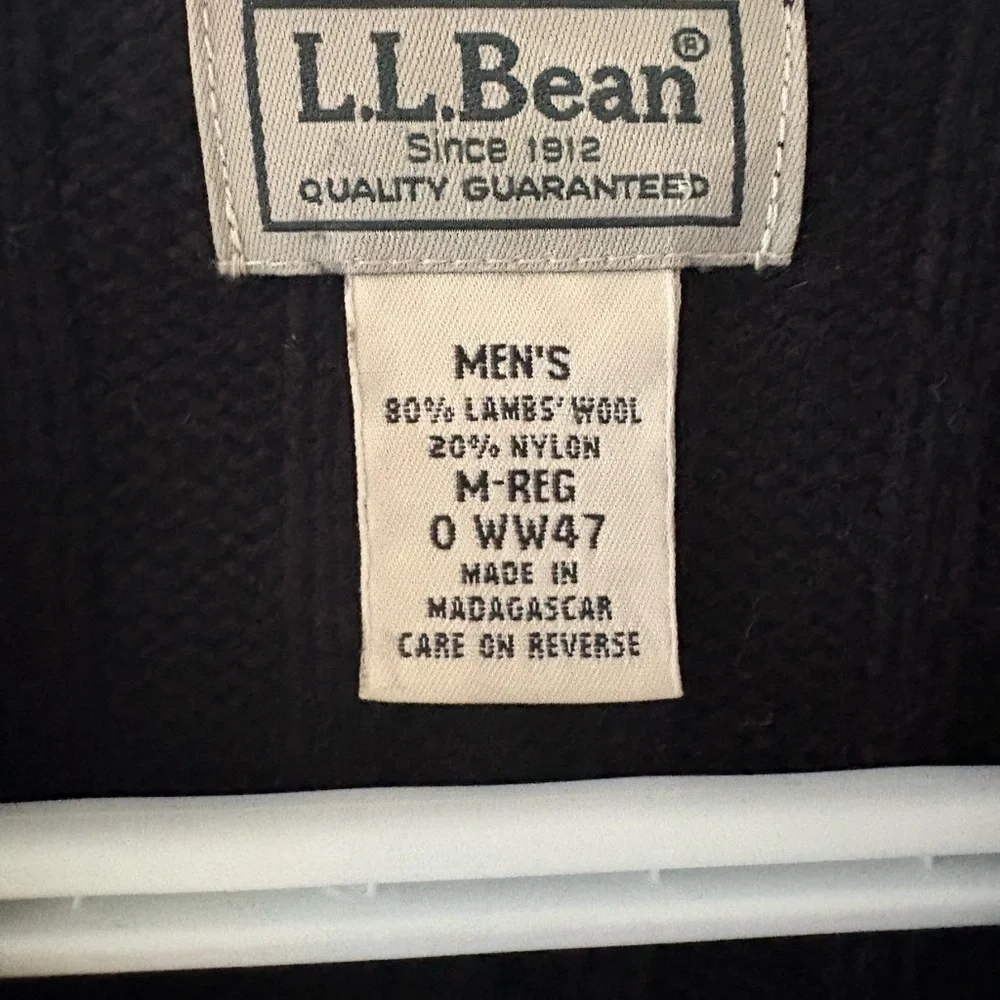 L.L.Bean®
Since 1912
QUALITY GUARANTEED
MEN'S
80% LAMBS' WOOL
20% NYLON
M-REG
0 WW47
MADE IN
MADAGASCAR
CARE ON REVERSE